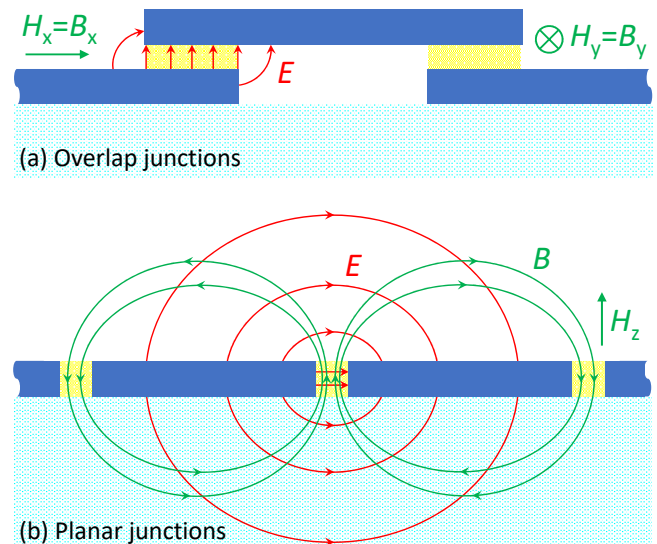 Hx=Bx
Hy=By
E
(a) Overlap junctions
E
B
Hz
(b) Planar junctions